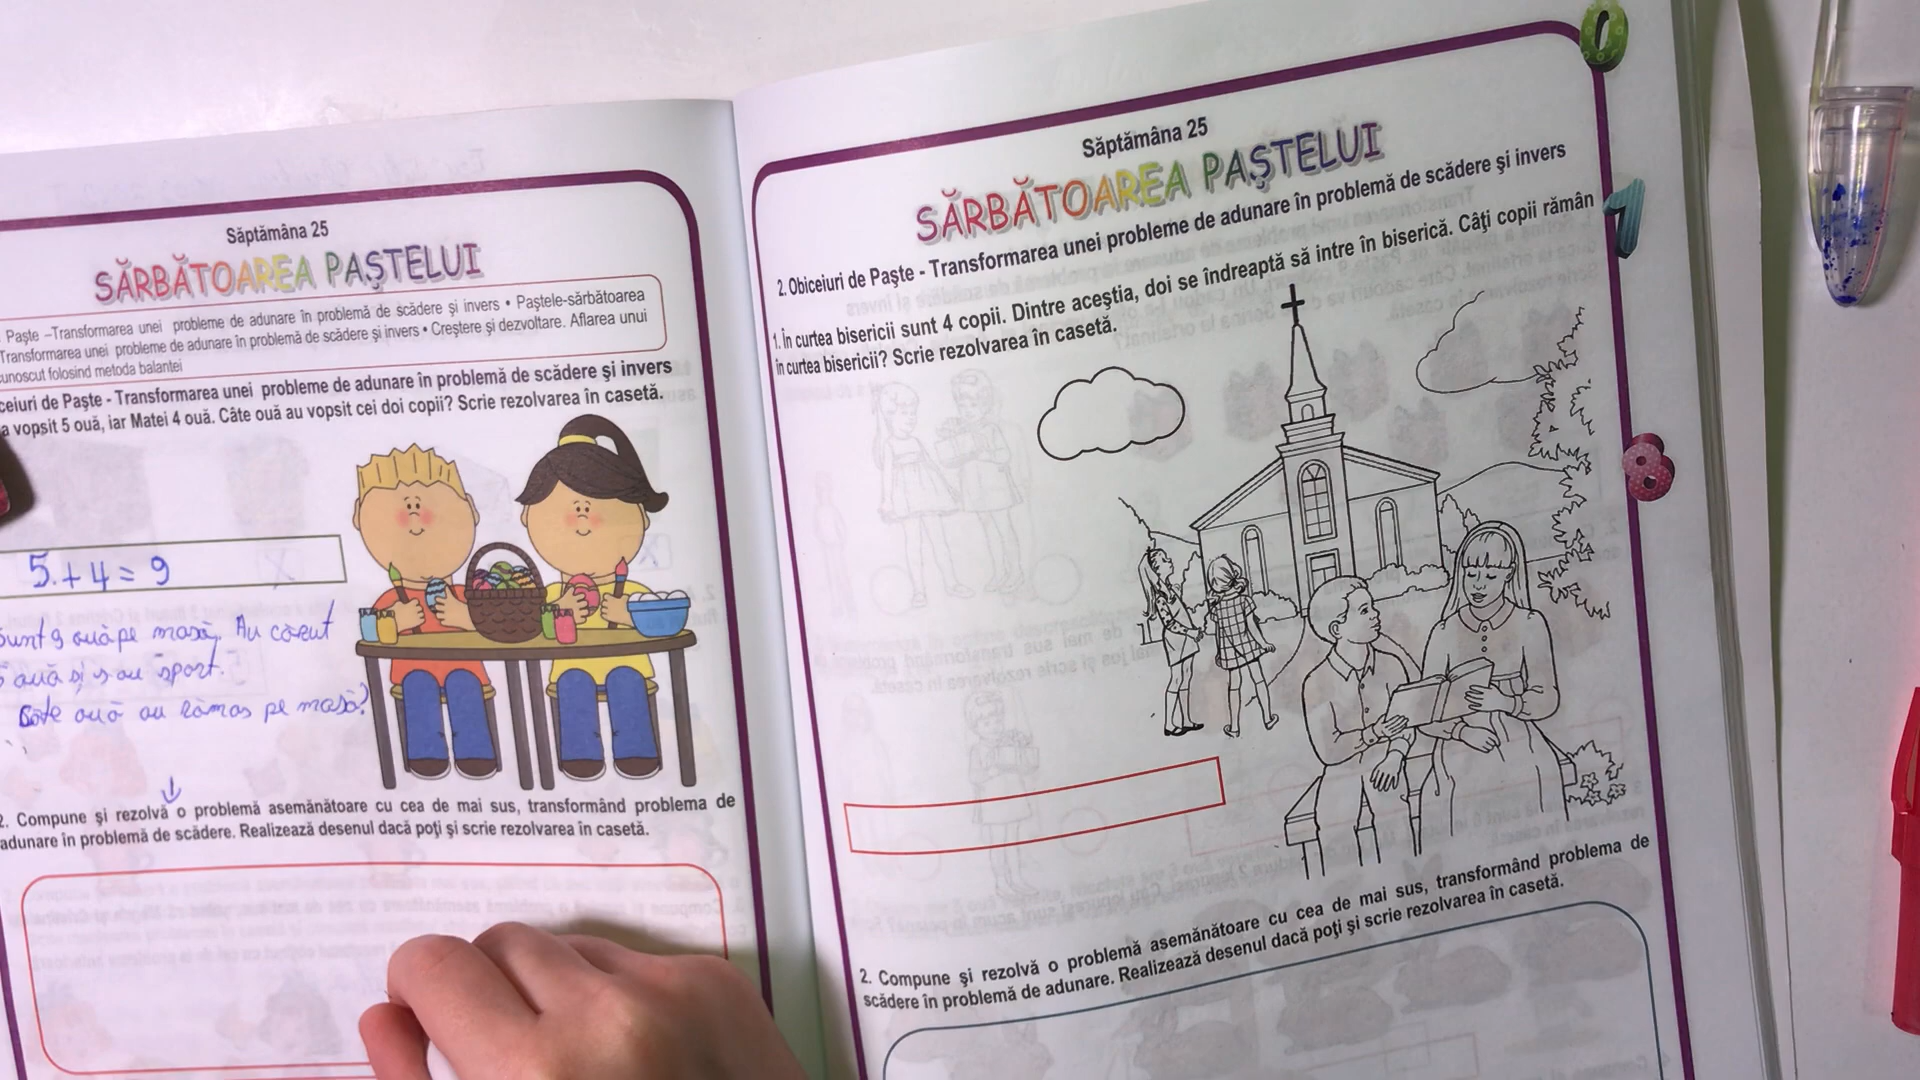 Săptămâna 25
SĂRBĂTOAREA PAŞTELUI
Paşte –Transformarea unei probleme de adunare în problemă de scădere şi invers • Paştele-sărbătoarea
Transformarea unei probleme de adunare în problemă de scădere şi invers • Creştere şi dezvoltare. Aflarea unui
unoscut folosind metoda balantei
ceiuri de Paşte - Transformarea unei probleme de adunare în problemă de scădere şi invers
a vopsit 5 ouă, iar Matei 4 ouă. Câte ouă au vopsit cei doi copii? Scrie rezolvarea în casetă.
5 + 4 = 9
Sunt 9 ouă pe masă. Au căzut
5 ouă și s-au spart.
Câte ouă au rămas pe masă?
2. Compune şi rezolvă o problemă asemănătoare cu cea de mai sus, transformând problema de
adunare în problemă de scădere. Realizează desenul dacă poţi şi scrie rezolvarea în casetă.
Săptămâna 25
SĂRBĂTOAREA PAŞTELUI
2. Obiceiuri de Paşte - Transformarea unei probleme de adunare în problemă de scădere şi invers
1. În curtea bisericii sunt 4 copii. Dintre aceştia, doi se îndreaptă să intre în biserică. Câţi copii rămân
în curtea bisericii? Scrie rezolvarea în casetă.
2. Compune şi rezolvă o problemă asemănătoare cu cea de mai sus, transformând problema de
scădere în problemă de adunare. Realizează desenul dacă poţi şi scrie rezolvarea în casetă.
0
1
8